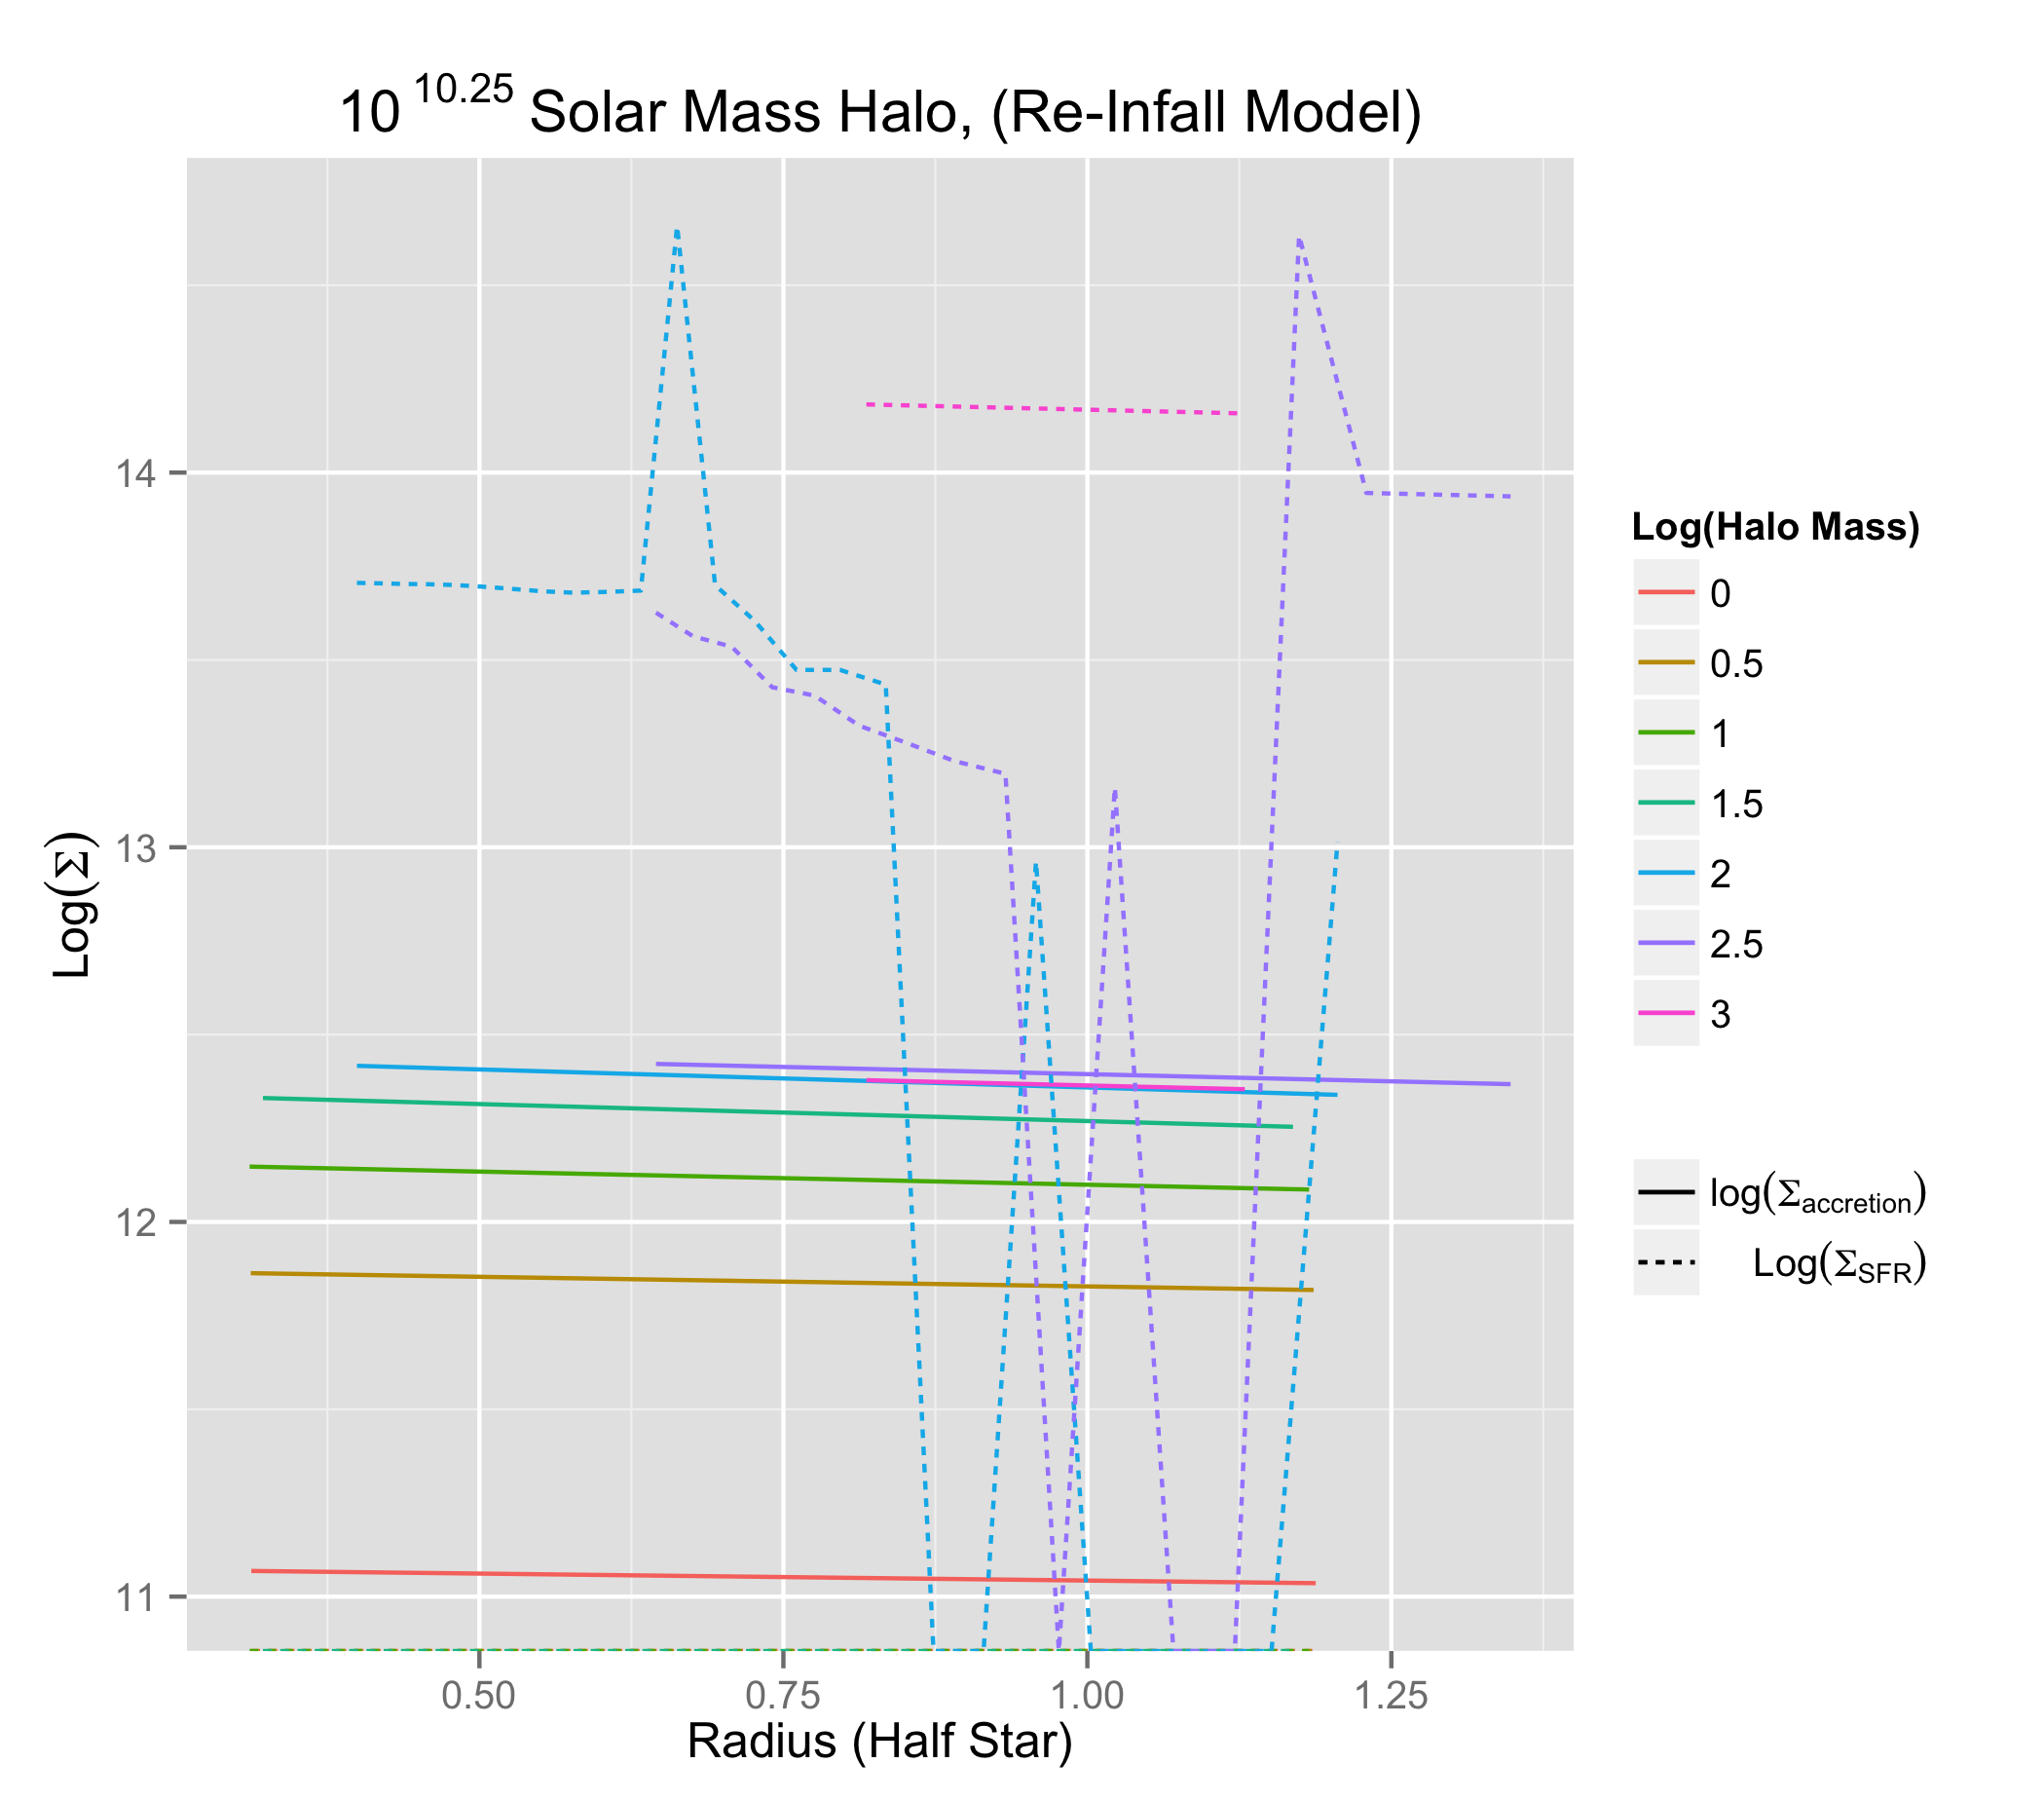 10^10.25 Solar Mass Halo, (Re-Infall Model)
Log(Σ)
14
13
12
11
0.50 0.75 1.00 1.25
Radius (Half Star)
Log(Halo Mass)
0
0.5
1
1.5
2
2.5
3
log(Σaccretion)
Log(ΣSFR)